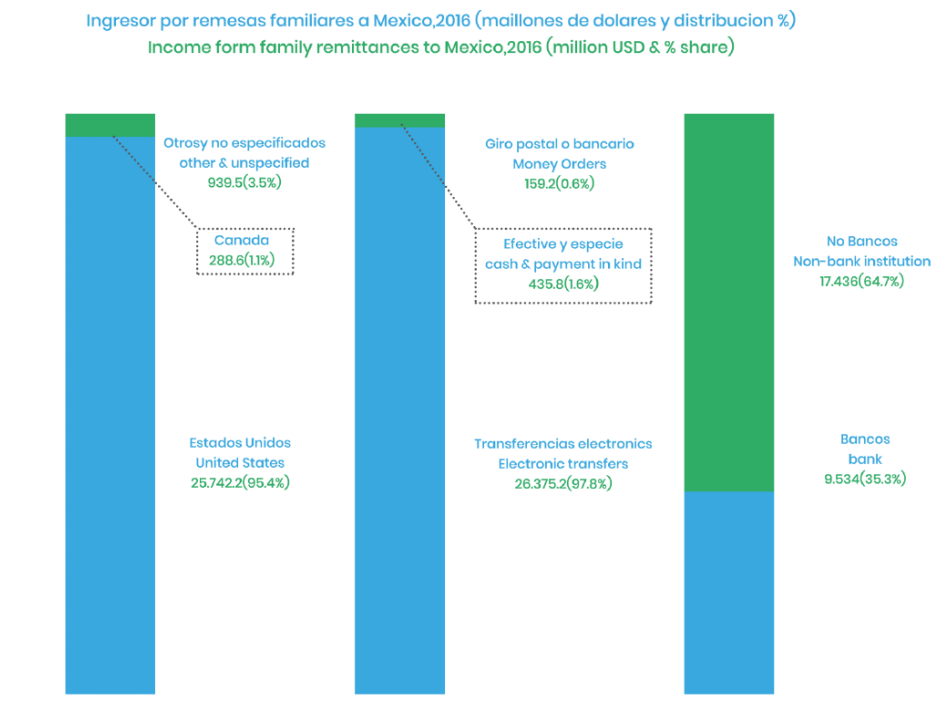 Ingresor por remesas familiares a Mexico,2016 (maillones de dolares y distribucion %)
Income form family remittances to Mexico,2016 (million USD & % share)
Otrosy no especificados
other & unspecified
939.5(3.5%)
Canada
288.6(1.1%)
Estados Unidos
United States
25.742.2(95.4%)
Giro postal o bancario
Money Orders
159.2(0.6%)
Efective y especie
cash & payment in kind
435.8(1.6%)
Transferencias electronics
Electronic transfers
26.375.2(97.8%)
No Bancos
Non-bank institution
17.436(64.7%)
Bancos
bank
9.534(35.3%)